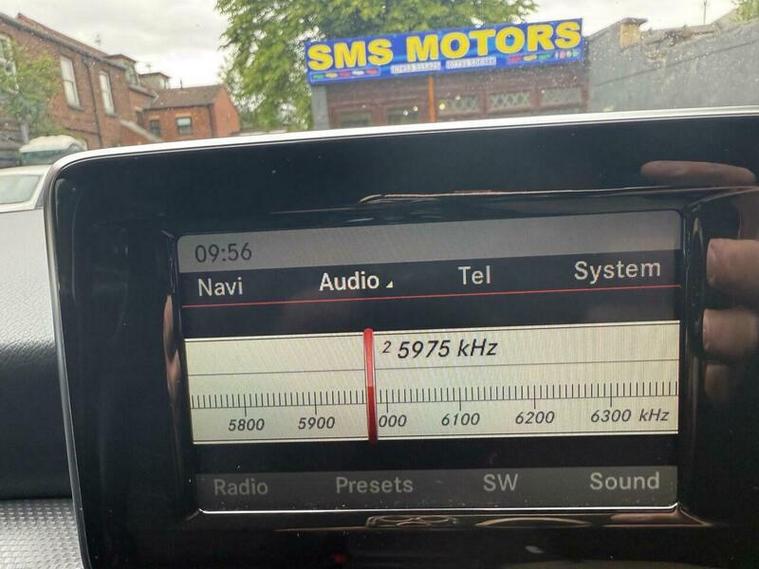 SMS MOTORS
09:56
Navi Audio Tel System
2 5975 kHz
5800 5900 000 6100 6200 6300 kHz
Radio Presets SW Sound